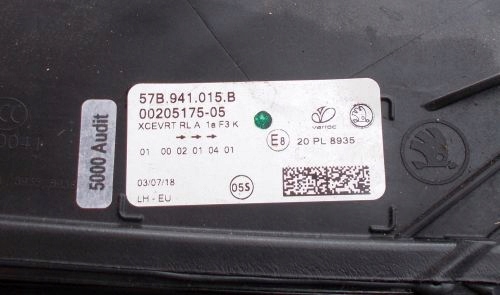 57B.941.015.B
00205175-05
XCEVRT RL A 1a F3 K
01 00 02 01 04 01
03/07/18
LH - EU
05S
varroc
E8
20 PL 8935
5000 Audit